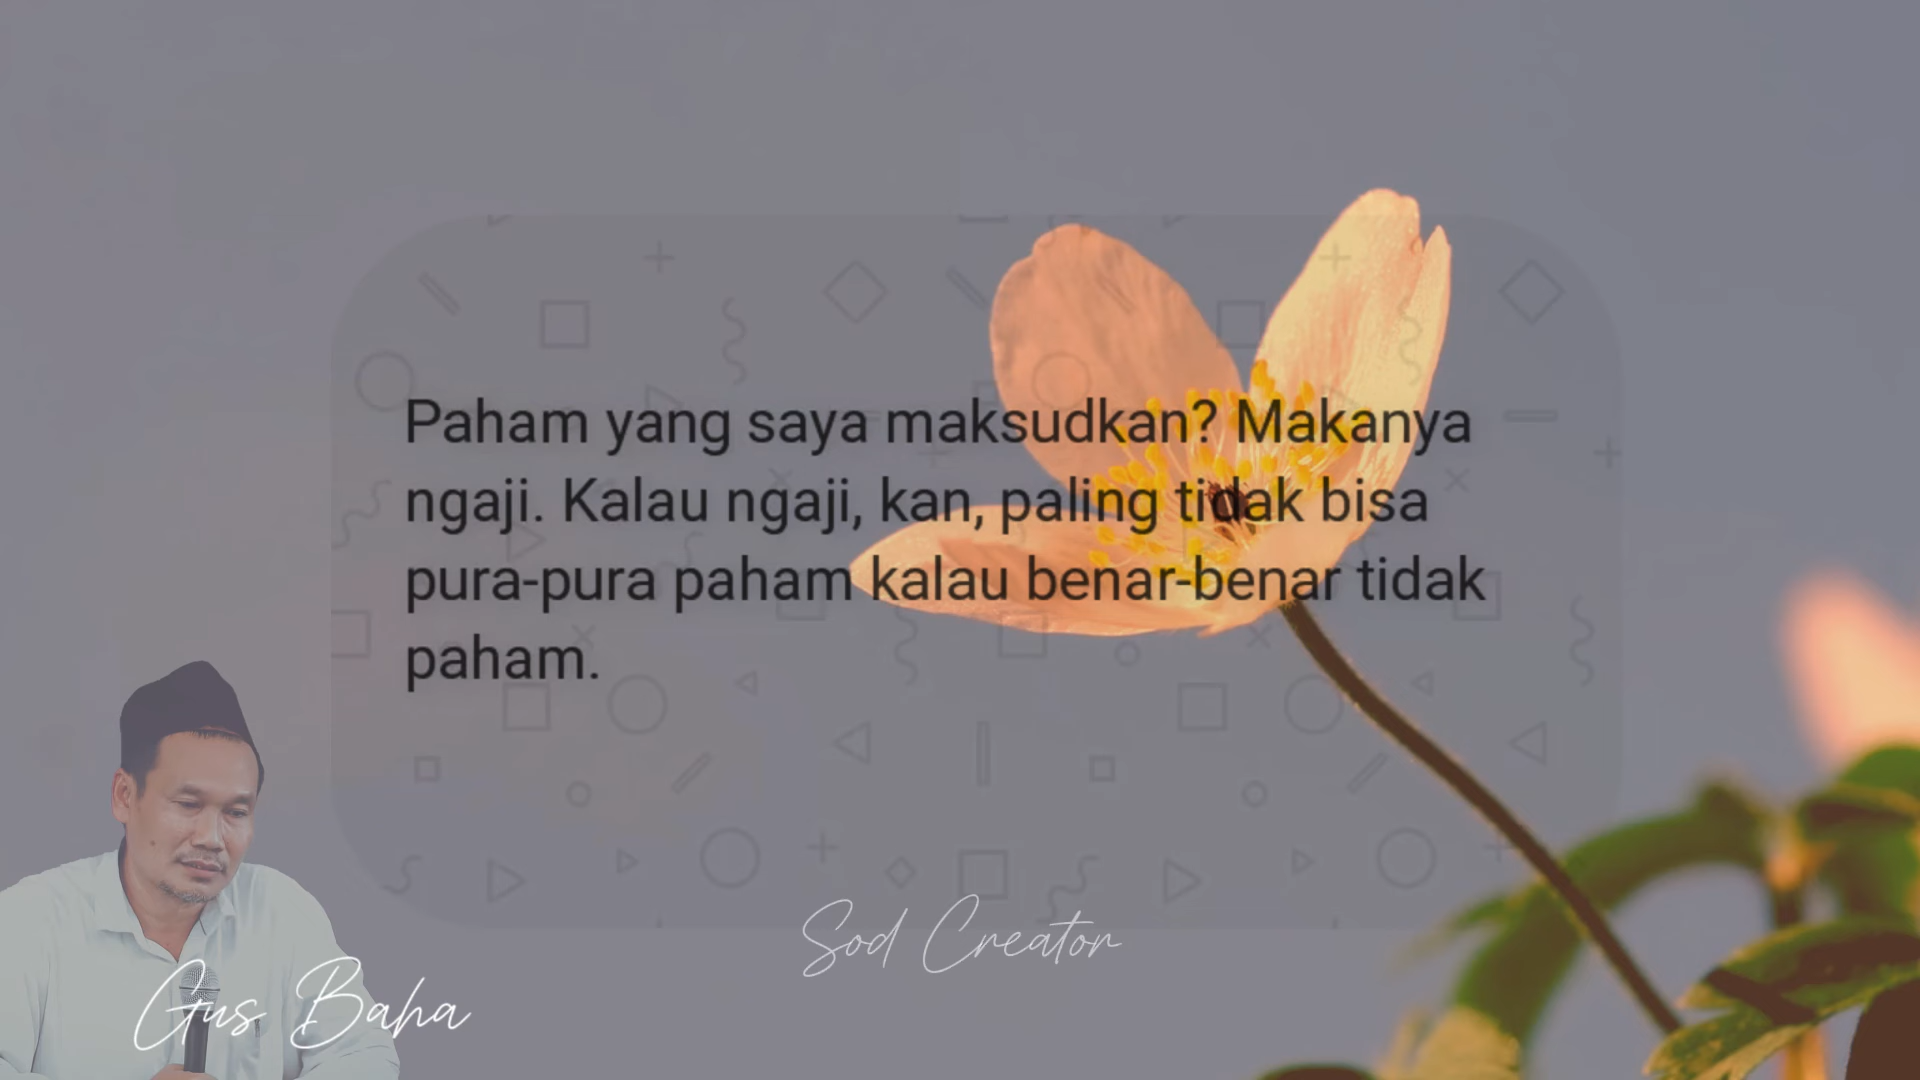 Paham yang saya maksudkan? Makanya
ngaji. Kalau ngaji, kan, paling tidak bisa
pura-pura paham kalau benar-benar tidak
paham.
Sod Creator
Gus Baha